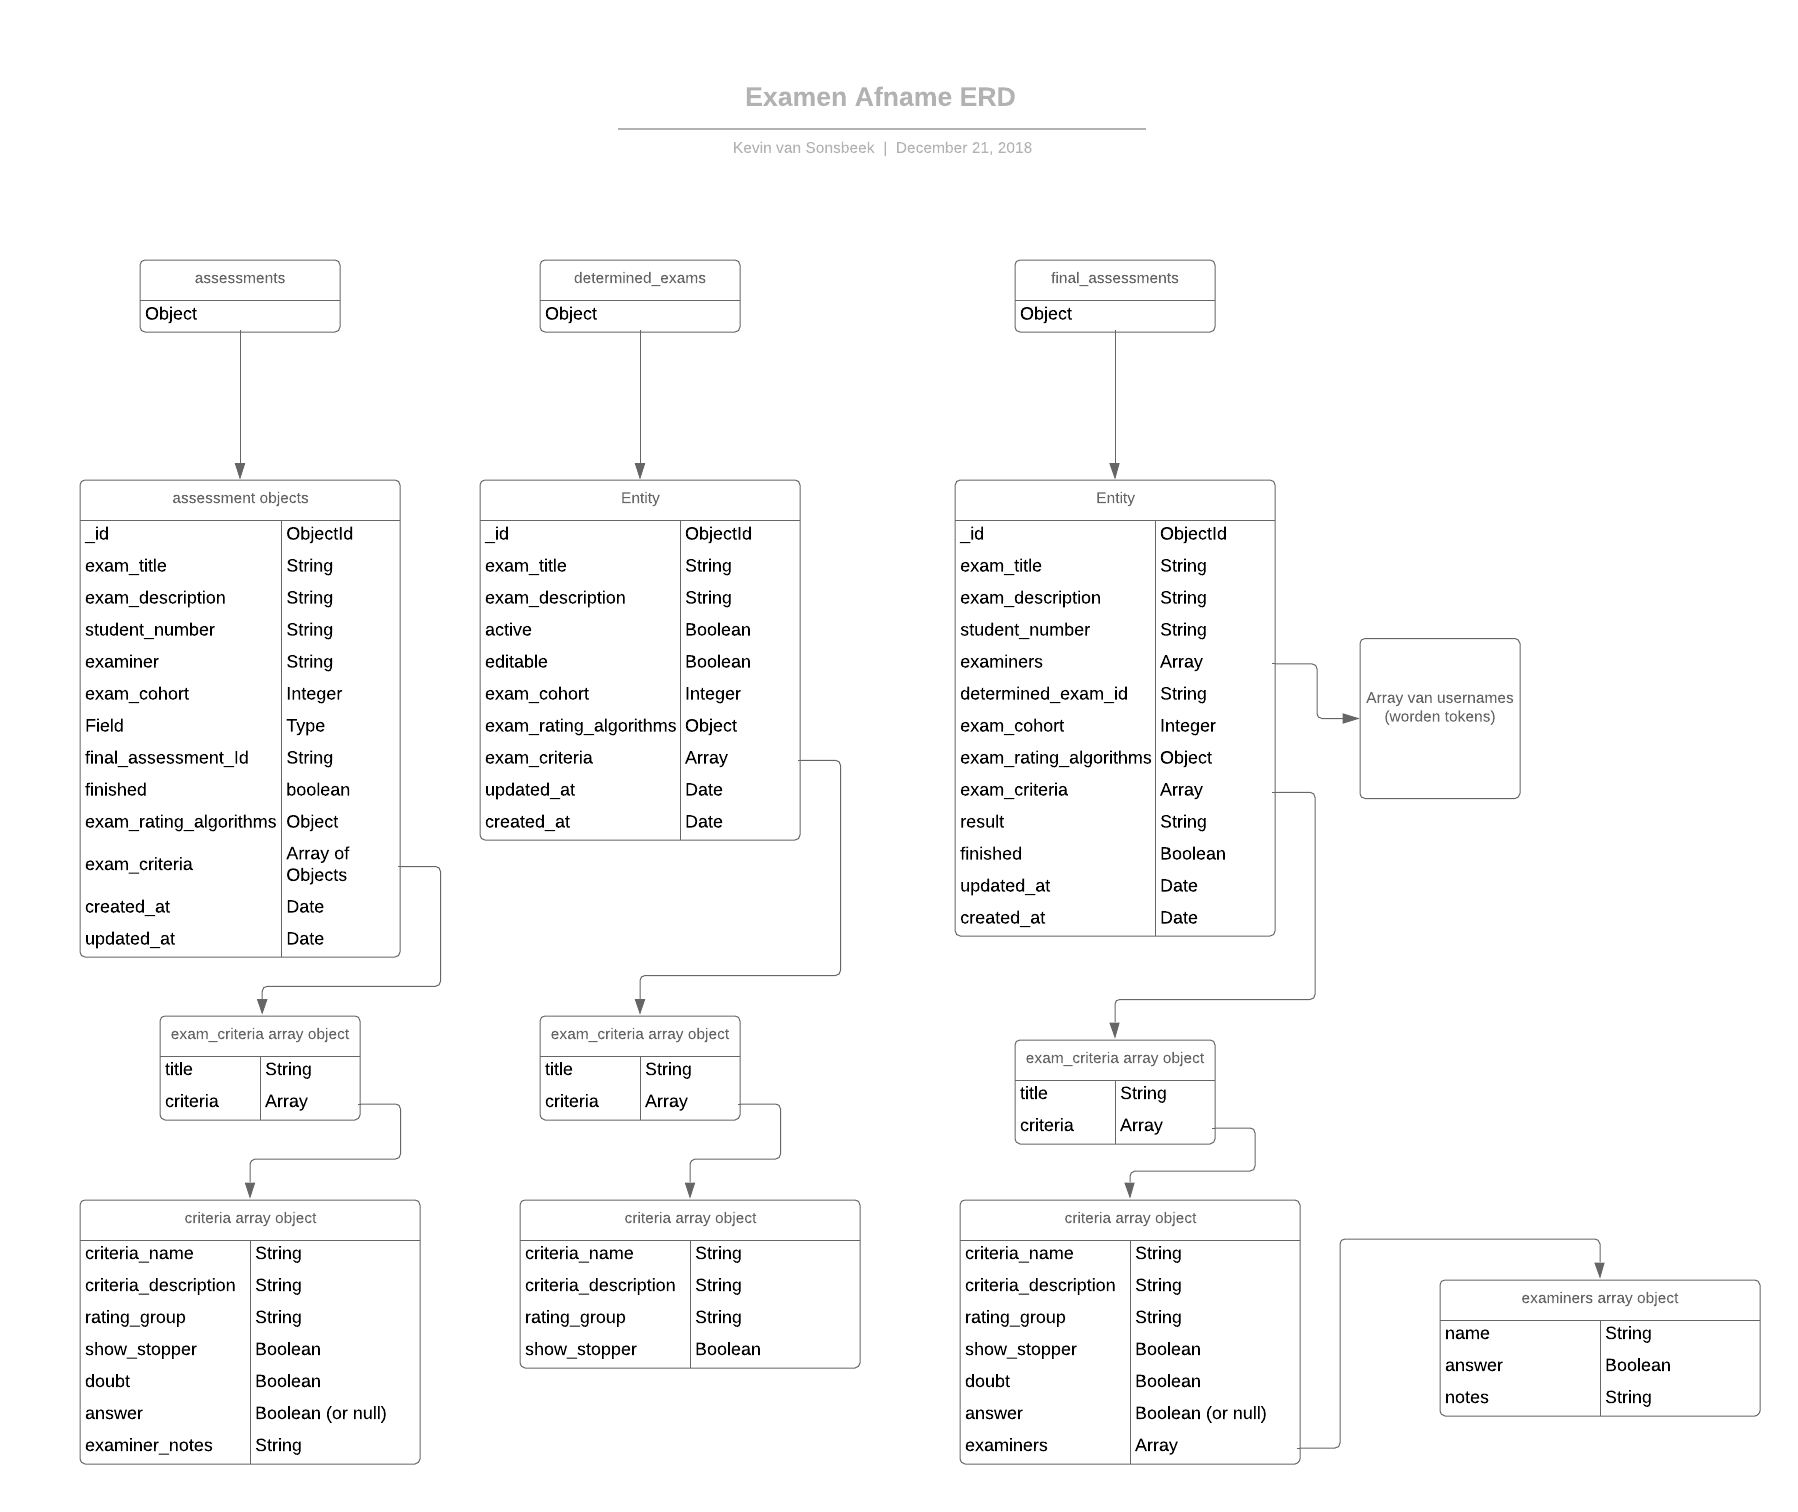 Examen Afname ERD
Kevin van Sonsbeek | December 21, 2018
assessments
Object
determined_exams
Object
final_assessments
Object
assessment objects
_id ObjectId
exam_title String
exam_description String
student_number String
examiner String
exam_cohort Integer
Field Type
final_assessment_Id String
finished boolean
exam_rating_algorithms Object
exam_criteria Array of
Objects
created_at Date
updated_at Date
Entity
_id ObjectId
exam_title String
exam_description String
active Boolean
editable Boolean
exam_cohort Integer
exam_rating_algorithms Object
exam_criteria Array
updated_at Date
created_at Date
Entity
_id ObjectId
exam_title String
exam_description String
student_number String
examiners Array
determined_exam_id String
exam_cohort Integer
exam_rating_algorithms Object
exam_criteria Array
result String
finished Boolean
updated_at Date
created_at Date
Array van usernames
(worden tokens)
exam_criteria array object
title String
criteria Array
exam_criteria array object
title String
criteria Array
exam_criteria array object
title String
criteria Array
criteria array object
criteria_name String
criteria_description String
rating_group String
show_stopper Boolean
doubt Boolean
answer Boolean (or null)
examiner_notes String
criteria array object
criteria_name String
criteria_description String
rating_group String
show_stopper Boolean
criteria array object
criteria_name String
criteria_description String
rating_group String
show_stopper Boolean
doubt Boolean
answer Boolean (or null)
examiners Array
examiners array object
name String
answer Boolean
notes String